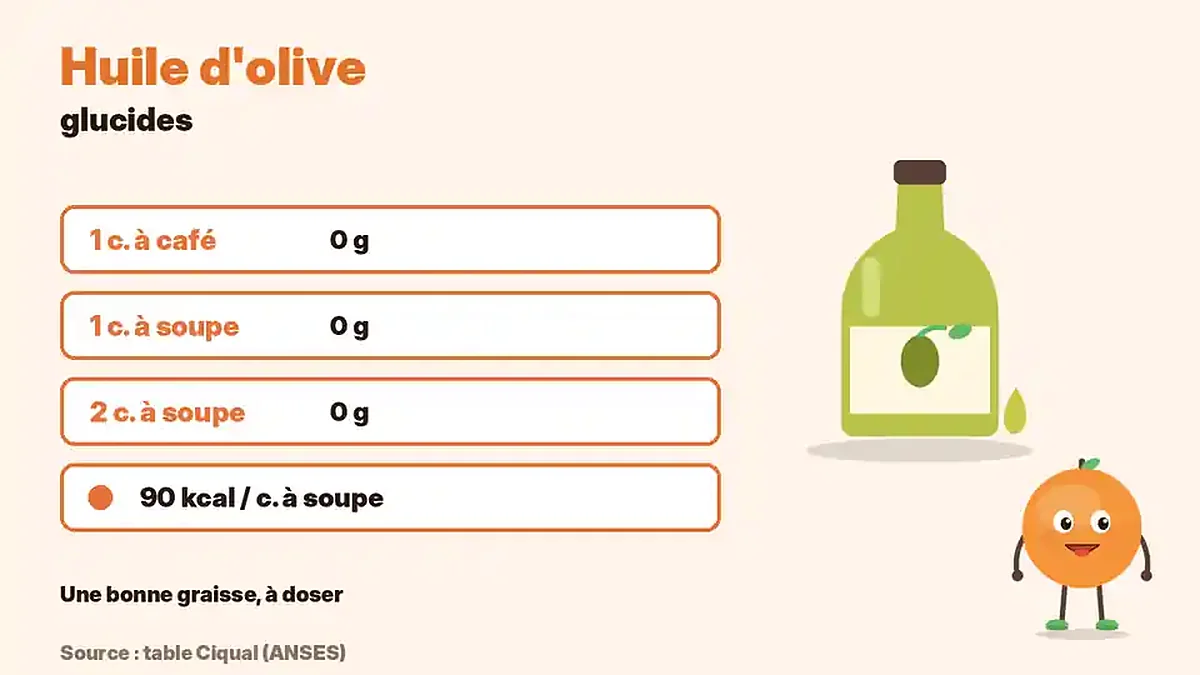 Huile d'olive
glucides
1 c. à café 0 g
1 c. à soupe 0 g
2 c. à soupe 0 g
90 kcal / c. à soupe
Une bonne graisse, à doser
Source : table Ciqual (ANSES)